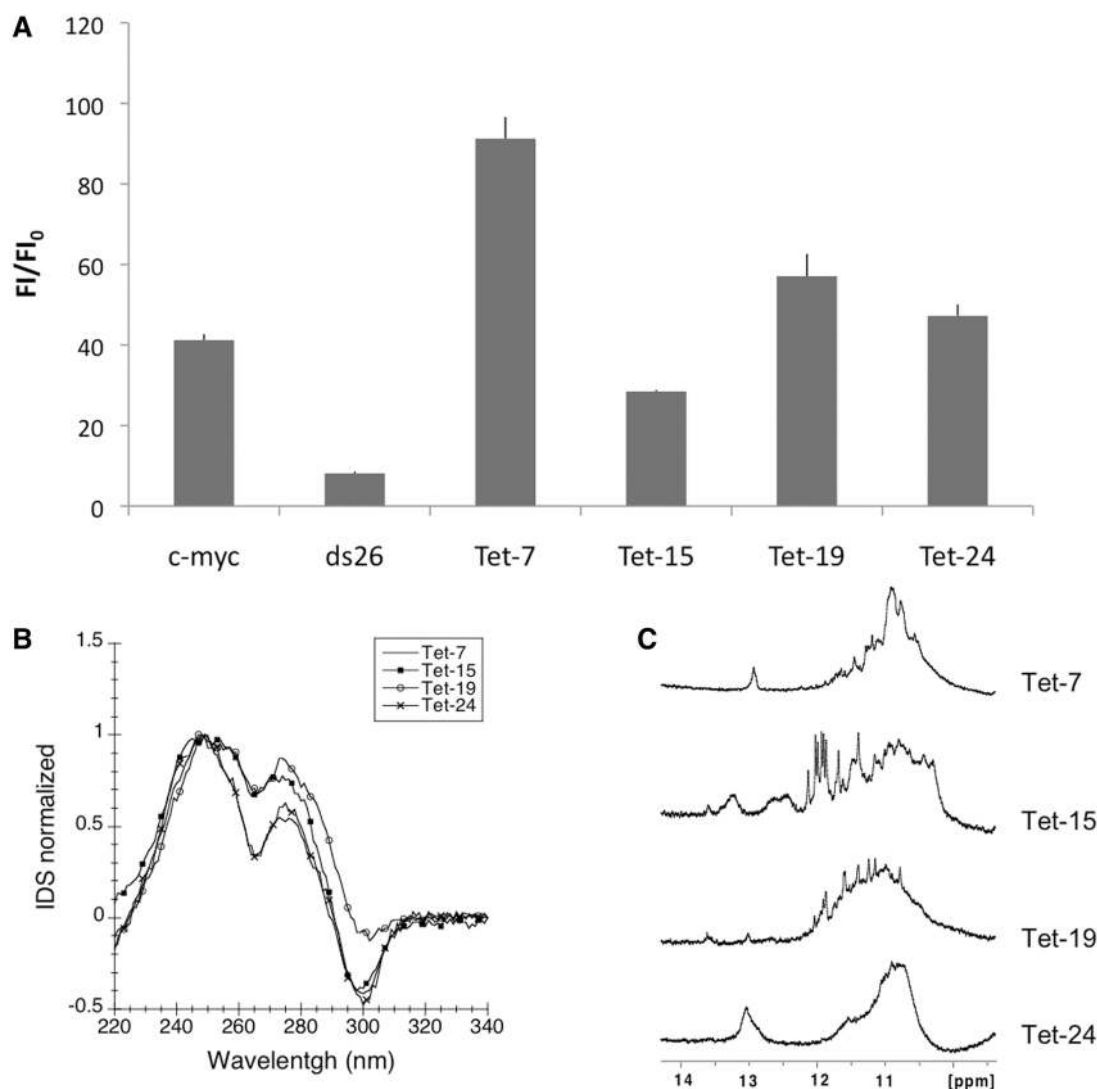 A
120
100
80
60
40
20
0
FI/FI0
c-myc ds26 Tet-7 Tet-15 Tet-19 Tet-24
B
1.5
1
0.5
0
-0.5
IDS normalized
Tet-7
Tet-15
Tet-19
Tet-24
220 240 260 280 300 320 340
Wavelentgh (nm)
C
Tet-7
Tet-15
Tet-19
Tet-24
14 13 12 11 [ppm]